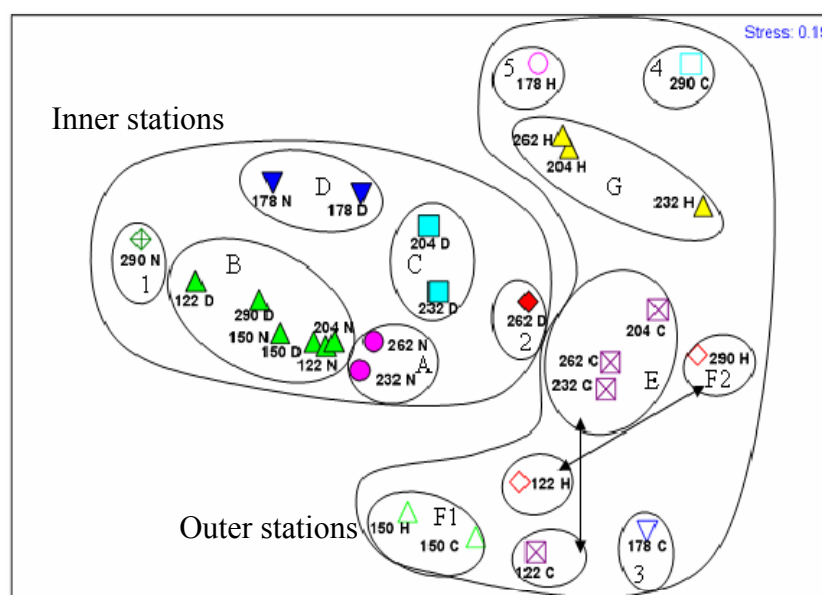 Stress: 0.15
5
178 H
4
290 C
Inner stations
262 H
204 H
G
232 H
D
178 N
178 D
204 D
290 N
1
B
C
122 D
290 D
232 D
262 D
2
204 C
150 N
204 N
150 D
122 N
262 N
A
232 N
262 C
232 C
E
290 H
F2
122 H
Outer stations
150 H
F1
150 C
122 C
178 C
3